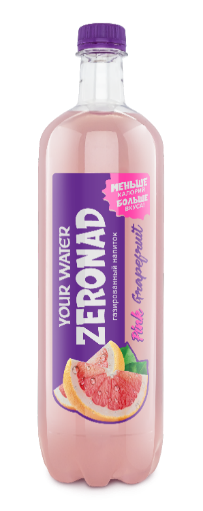 YOUR WATER
ZERONAD
газированный напиток
МЕНЬШЕ
КАЛОРИЙ
БОЛЬШЕ
ВКУСА!
Pink Grapefruit